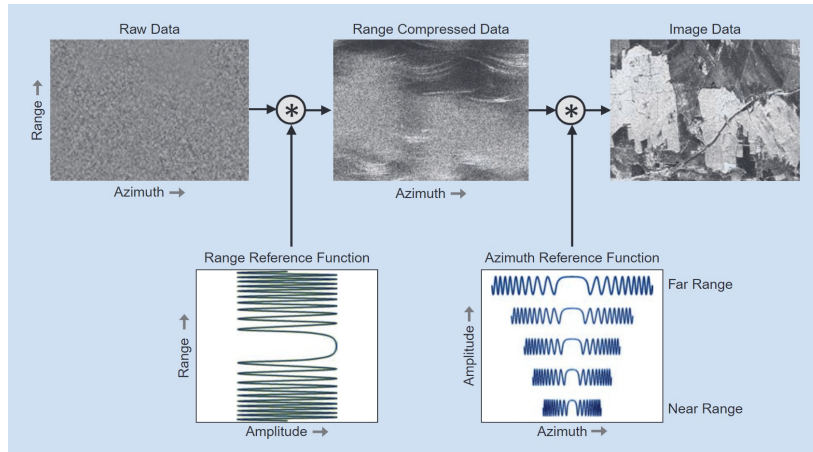 Raw Data
Range Compressed Data
Image Data
Range →
*
*
Azimuth →
Azimuth →
Range Reference Function
Azimuth Reference Function
Far Range
Range →
Amplitude →
Near Range
Amplitude →
Azimuth →